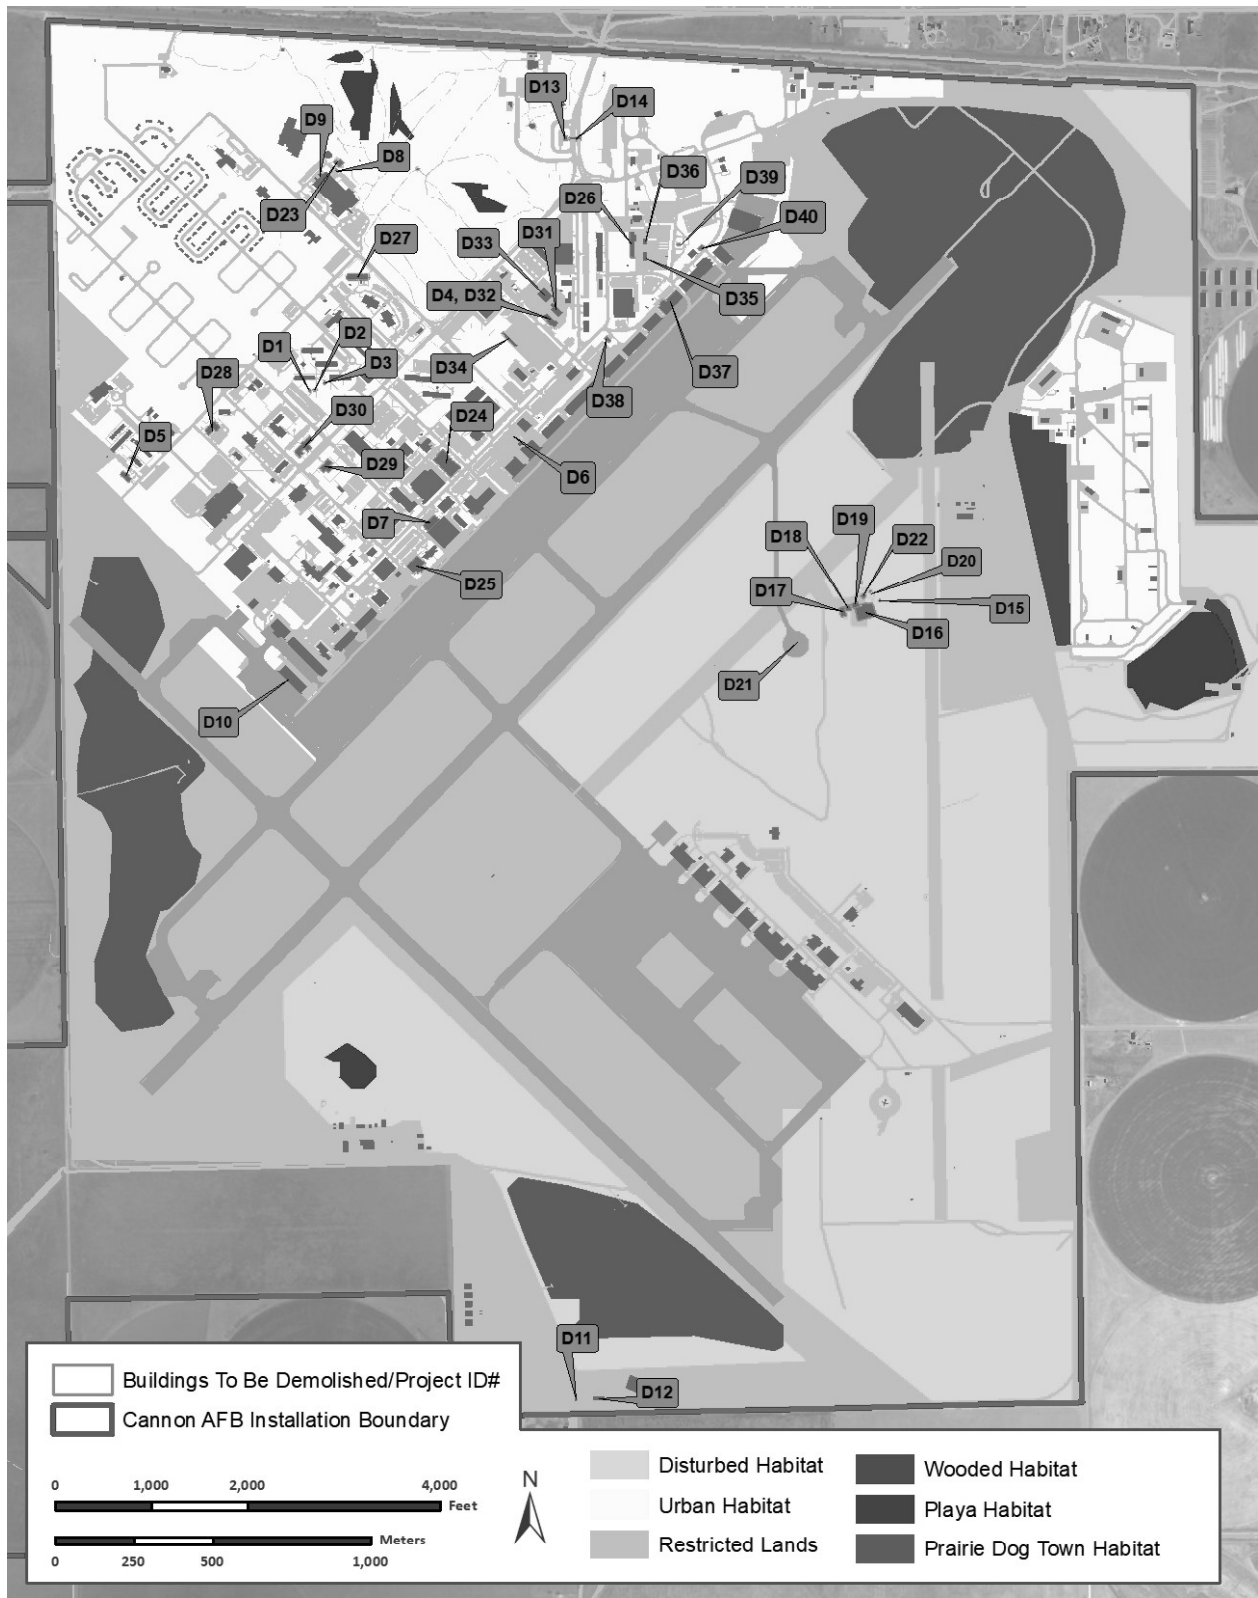 D13
D14
D9
D8
D36
D39
D26
D23
D31
D40
D33
D27
D4, D32
D35
D2
D1
D3
D34
D37
D28
D38
D30
D24
D5
D29
D6
D7
D19
D18
D22
D20
D25
D17
D15
D16
D21
D10
D11
D12
Buildings To Be Demolished/Project ID#
Cannon AFB Installation Boundary
0 1,000 2,000 4,000
Feet
Meters
0 250 500 1,000
N
Disturbed Habitat
Urban Habitat
Restricted Lands
Wooded Habitat
Playa Habitat
Prairie Dog Town Habitat